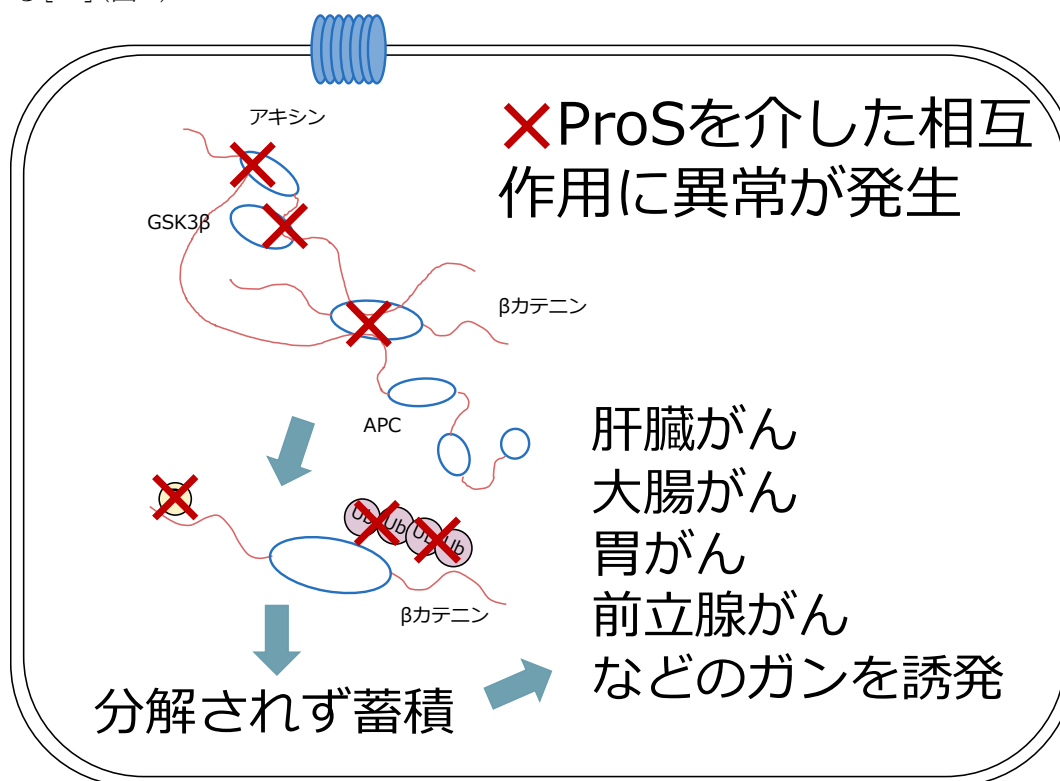 アキシン
✕ProSを介した相互
作用に異常が発生
GSK3β
βカテニン
APC
肝臓がん
大腸がん
胃がん
前立腺がん
などのガンを誘発
Ub
Ub
Ub
Ub
βカテニン
分解されず蓄積